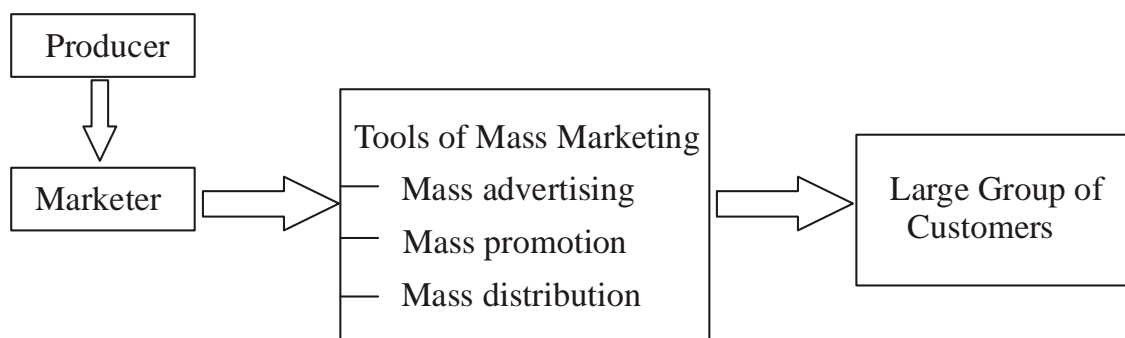 Producer
Marketer
Tools of Mass Marketing
Mass advertising
Mass promotion
Mass distribution
Large Group of
Customers